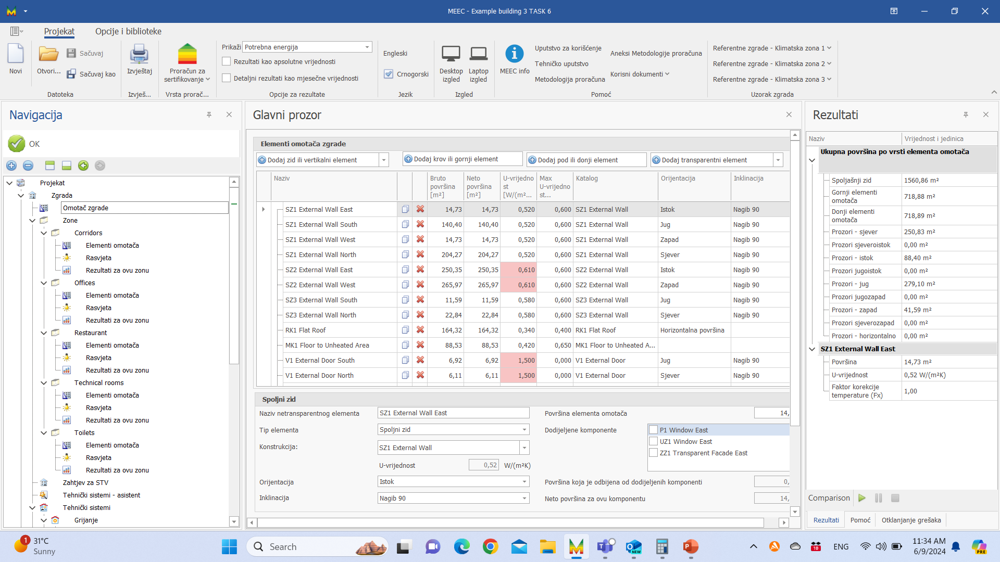 MEEC - Example building 3 TASK 6
Projekat
Opcije i biblioteke
Novi
Otvori...
Sačuvaj
Sačuvaj kao
Datoteka
Izvještaj
Izvješ...
Proračun za
sertifikovanje
Vrsta prorač...
Prikaži Potrebna energija
Rezultati kao apsolutne vrijednosti
Detaljni rezultati kao mjesečne vrijednosti
Opcije za rezultate
Engleski
Crnogorski
Jezik
Desktop
izgled
Laptop
izgled
Izgled
MEEC info
Uputstvo za korišćenje
Tehničko uputstvo
Metodologija proračuna
Aneksi Metodologije proračuna
Korisni dokumenti
Pomoć
Referentne zgrade - Klimatska zona 1
Referentne zgrade - Klimatska zona 2
Referentne zgrade - Klimatska zona 3
Uzorak zgrada
Navigacija
OK
Projekat
Zgrada
Omotač zgrade
Zone
Corridors
Elementi omotača
Rasvjeta
Rezultati za ovu zonu
Offices
Elementi omotača
Rasvjeta
Rezultati za ovu zonu
Restaurant
Elementi omotača
Rasvjeta
Rezultati za ovu zonu
Technical rooms
Elementi omotača
Rasvjeta
Rezultati za ovu zonu
Toilets
Elementi omotača
Rasvjeta
Rezultati za ovu zonu
Zahtjev za STV
Tehnički sistemi - asistent
Tehnički sistemi
Grijanje
Glavni prozor
Elementi omotača zgrade
Dodaj zid ili vertikalni element
Dodaj krov ili gornji element
Dodaj pod ili donji element
Dodaj transparentni element
Naziv
Bruto
površina
[m²]
Neto
površina
[m²]
U-vrijedno
st
[W/(m²...
Max
U-vrijedno
st...
Katalog
Orijentacija
Inklinacija
SZ1 External Wall East 14,73 14,73 0,520 0,600 SZ1 External Wall Istok Nagib 90
SZ1 External Wall South 140,40 140,40 0,520 0,600 SZ1 External Wall Jug Nagib 90
SZ1 External Wall West 14,73 14,73 0,520 0,600 SZ1 External Wall Zapad Nagib 90
SZ1 External Wall North 204,27 204,27 0,520 0,600 SZ1 External Wall Sjever Nagib 90
SZ2 External Wall East 250,35 250,35 0,610 0,600 SZ2 External Wall Istok Nagib 90
SZ2 External Wall West 265,97 265,97 0,610 0,600 SZ2 External Wall Zapad Nagib 90
SZ3 External Wall South 11,59 11,59 0,580 0,600 SZ3 External Wall Jug Nagib 90
SZ3 External Wall North 22,84 22,84 0,580 0,600 SZ3 External Wall Sjever Nagib 90
RK1 Flat Roof 164,32 164,32 0,340 0,400 RK1 Flat Roof Horizontalna površina
MK1 Floor to Unheated Area 88,53 88,53 0,420 0,650 MK1 Floor to Unheated A...
V1 External Door South 6,92 6,92 1,500 0,000 V1 External Door Jug Nagib 90
V1 External Door North 6,11 6,11 1,500 0,000 V1 External Door Sjever Nagib 90
Spoljni zid
Naziv netransparentnog elementa SZ1 External Wall East
Tip elementa Spoljni zid
Konstrukcija: SZ1 External Wall
U-vrijednost 0,52 W/(m²K)
Orijentacija Istok
Inklinacija Nagib 90
Površina elementa omotača 14,
Dodijeljene komponente
P1 Window East
UZ1 Window East
ZZ1 Transparent Facade East
Površina koja je odbijena od dodijeljenih komponenti 0,
Neto površina za ovu komponentu 14,
Rezultati
Naziv Vrijednost i jedinica
Ukupna površina po vrsti elementa omotača
Spoljašnji zid 1560,86 m²
Gornji elementi
omotača 718,88 m²
Donji elementi
omotača 718,89 m²
Prozori - sjever 250,83 m²
Prozori sjeveroistok 0,00 m²
Prozori - istok 88,40 m²
Prozori jugoistok 0,00 m²
Prozori - jug 279,10 m²
Prozori jugozapad 0,00 m²
Prozori - zapad 41,59 m²
Prozori sjeverozapad 0,00 m²
Prozori - horizontalno 0,00 m²
SZ1 External Wall East
Površina 14,73 m²
U-vrijednost 0,52 W/(m²K)
Faktor korekcije
temperature (Fx) 1,00
Comparison
Rezultati Pomoć Otklanjanje grešaka
1
31°C
Sunny
Search
NEW
10
ENG
11:34 AM
6/9/2024
PRE